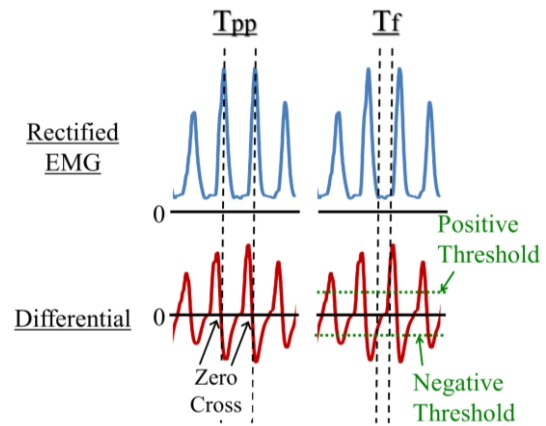 Tpp
Tf
Rectified
EMG
0
Positive
Threshold
Differential
0
Zero
Cross
Negative
Threshold